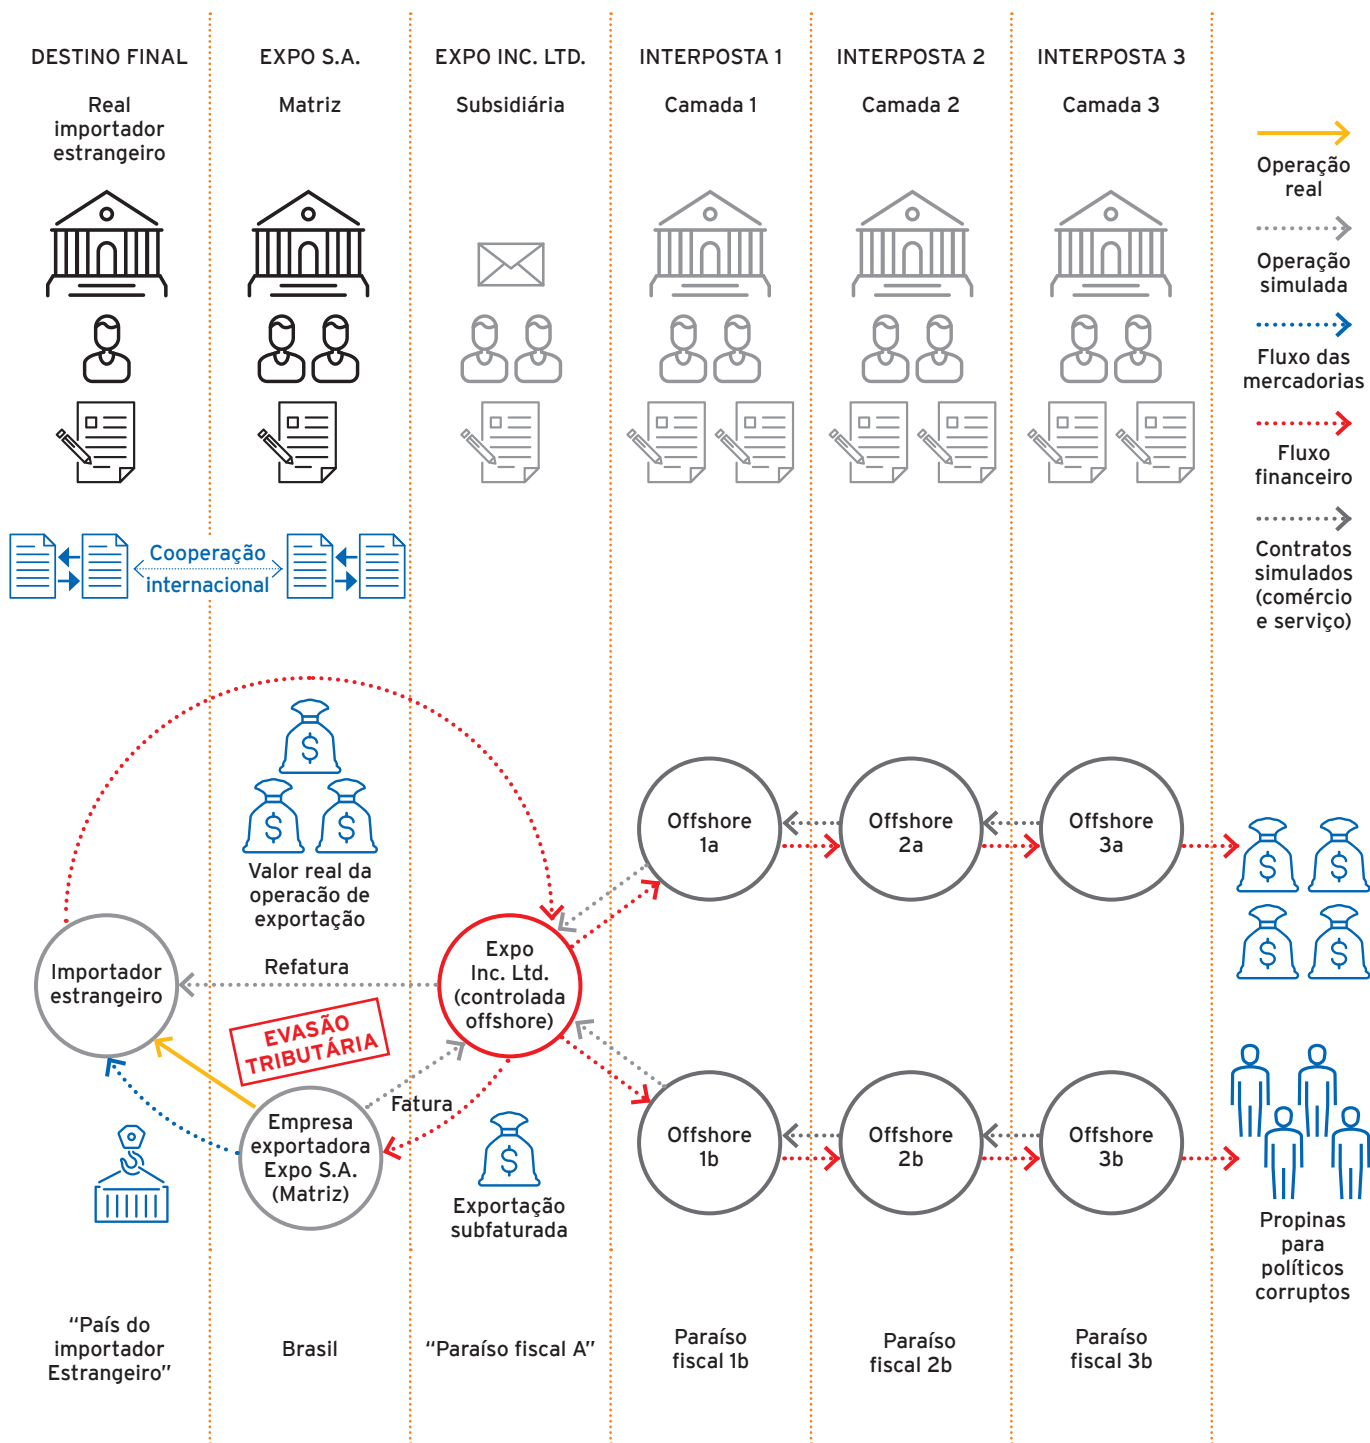 DESTINO FINAL
EXPO S.A.
EXPO INC. LTD.
INTERPOSTA 1
INTERPOSTA 2
INTERPOSTA 3
Real
importador
estrangeiro
Matriz
Subsidiária
Camada 1
Camada 2
Camada 3
Operação
real
Operação
simulada
Fluxo das
mercadorias
Fluxo
financeiro
Contratos
simulados
(comércio
e serviço)
Cooperação
internacional
$
$
$
Valor real da
operacão de
exportação
Importador
estrangeiro
Refatura
EVASÃO
TRIBUTÁRIA
Expo
Inc. Ltd.
(controlada
offshore)
Fatura
Empresa
exportadora
Expo S.A.
(Matriz)
$
Exportação
subfaturada
Offshore
1a
Offshore
2a
Offshore
3a
$
$
$
$
Offshore
1b
Offshore
2b
Offshore
3b
Propinas
para
políticos
corruptos
“País do
importador
Estrangeiro”
Brasil
“Paraíso fiscal A”
Paraíso
fiscal 1b
Paraíso
fiscal 2b
Paraíso
fiscal 3b